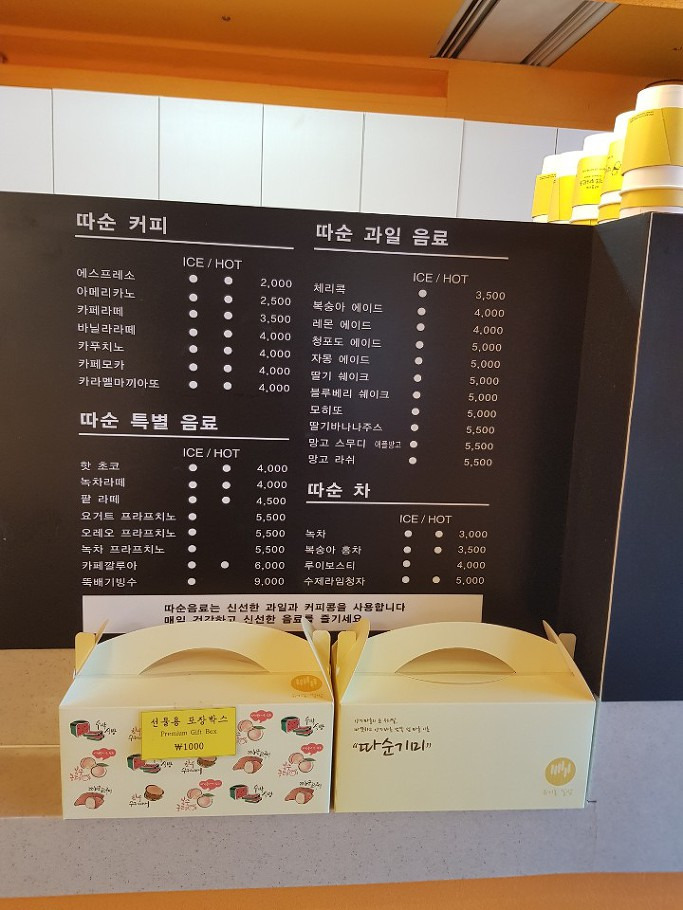 따순 커피
ICE / HOT
에스프레소 2,000
아메리카노 2,500
카페라떼 3,500
바닐라라떼 4,000
카푸치노 4,000
카페모카 4,000
카라멜마끼아또 4,000
따순 특별 음료
ICE / HOT
핫 초코 4,000
녹차라떼 4,000
팥 라떼 4,500
요거트 프라프치노 5,500
오레오 프라프치노 5,500
녹차 프라프치노 5,500
카페깔루아 6,000
뚝배기빙수 9,000
따순 과일 음료
ICE / HOT
체리콕 3,500
복숭아 에이드 4,000
레몬 에이드 4,000
청포도 에이드 5,000
자몽 에이드 5,000
딸기 쉐이크 5,000
블루베리 쉐이크 5,000
모히또 5,000
딸기바나나주스 5,500
망고 스무디 애플망고 5,500
망고 라쉬 5,500
따순 차
ICE / HOT
녹차 3,000
복숭아 홍차 3,500
루이보스티 4,000
수제라임청자 5,000
따순음료는 신선한 과일과 커피콩을 사용합니다
매일 건강하고 신선한 음료를 즐기세요
선물용 포장박스
Premium Gift Box
₩1000
“따순기미”